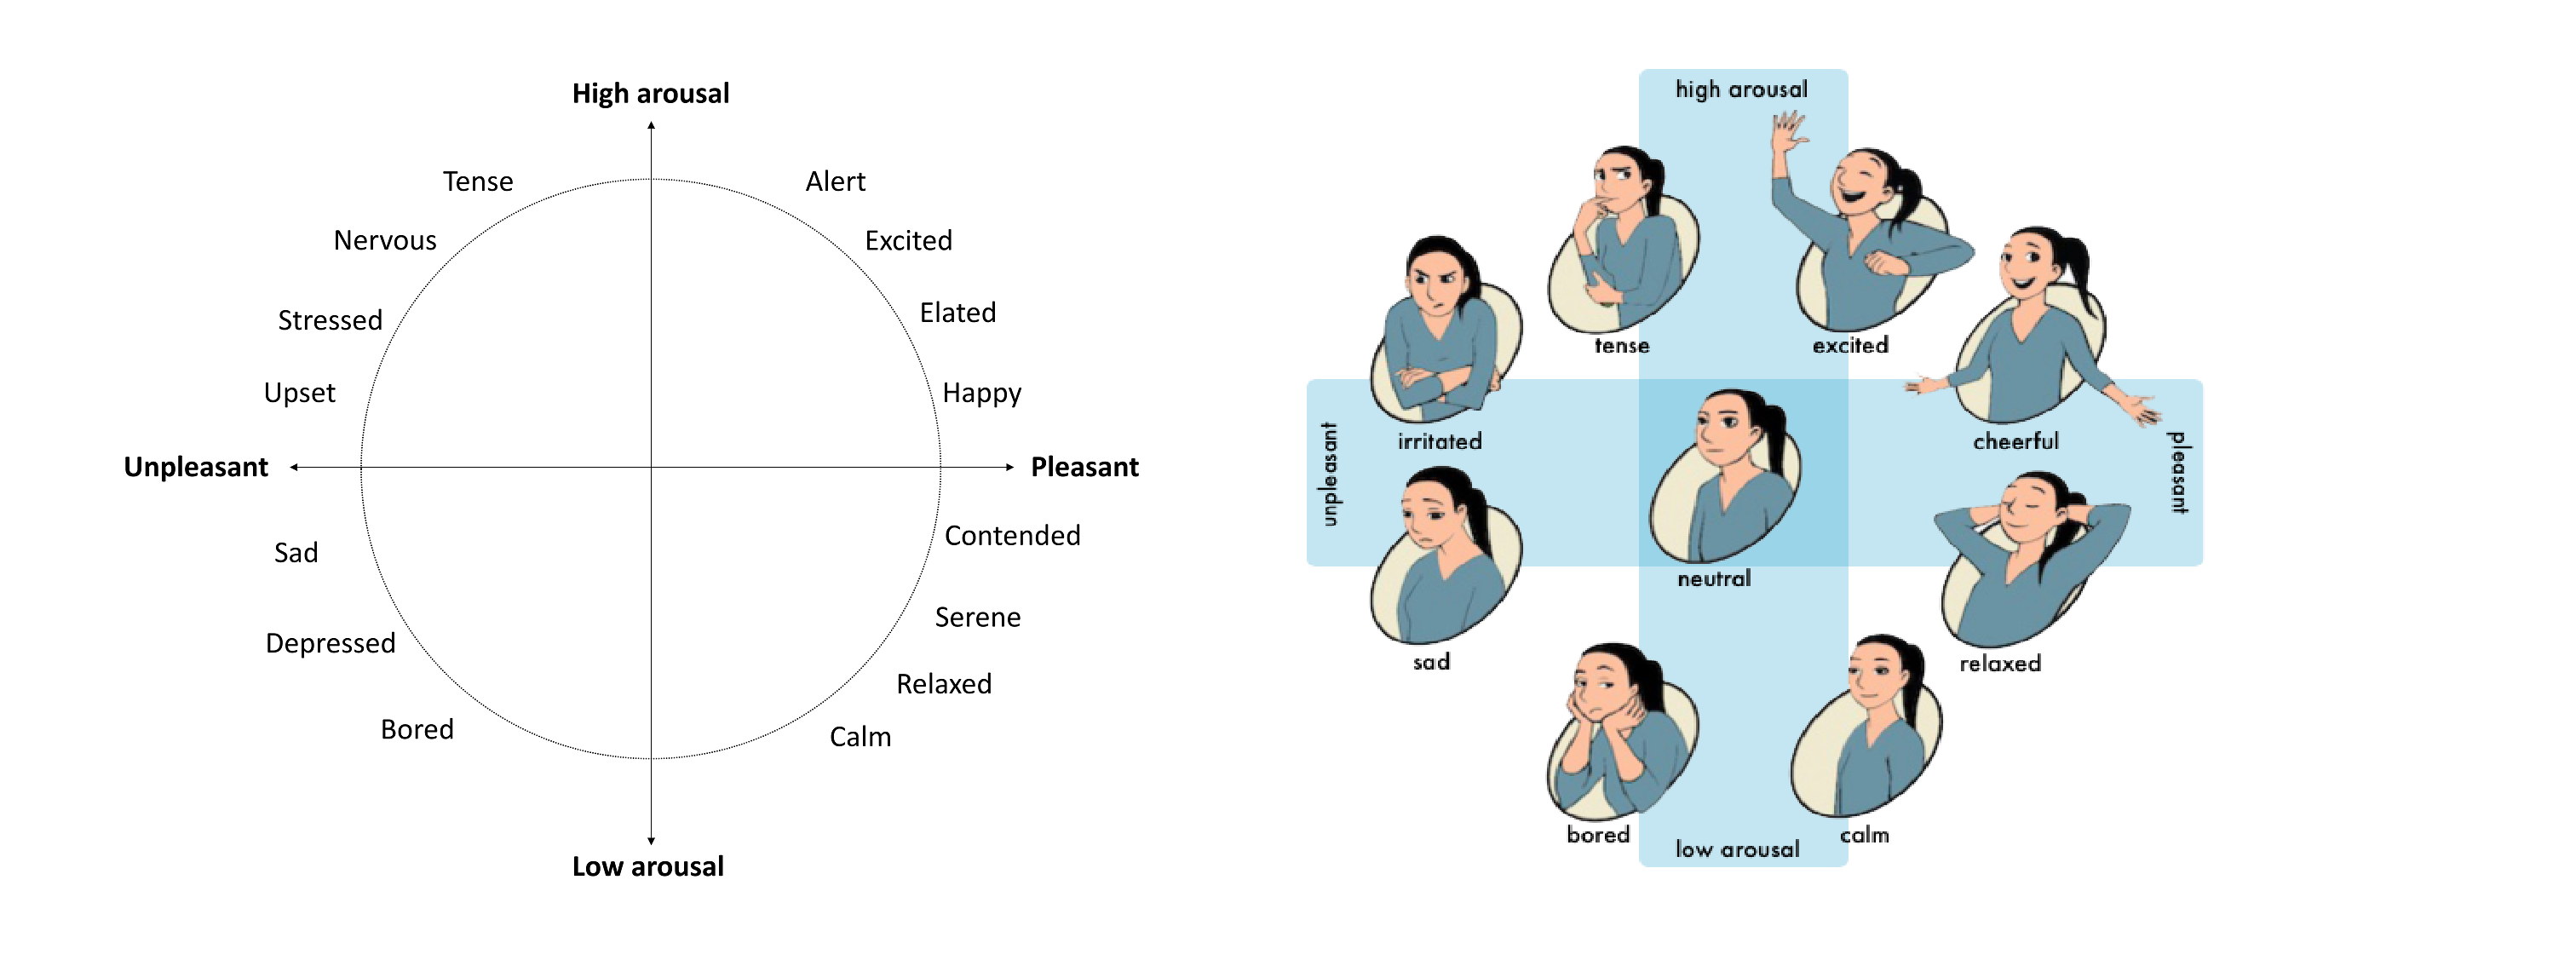 High arousal
Tense
Alert
Nervous
Excited
Stressed
Elated
Upset
Happy
Unpleasant
Pleasant
Sad
Contended
Depressed
Serene
Relaxed
Bored
Calm
Low arousal
high arousal
tense
excited
irritated
cheerful
unpleasant
pleasant
neutral
sad
relaxed
bored
calm
low arousal